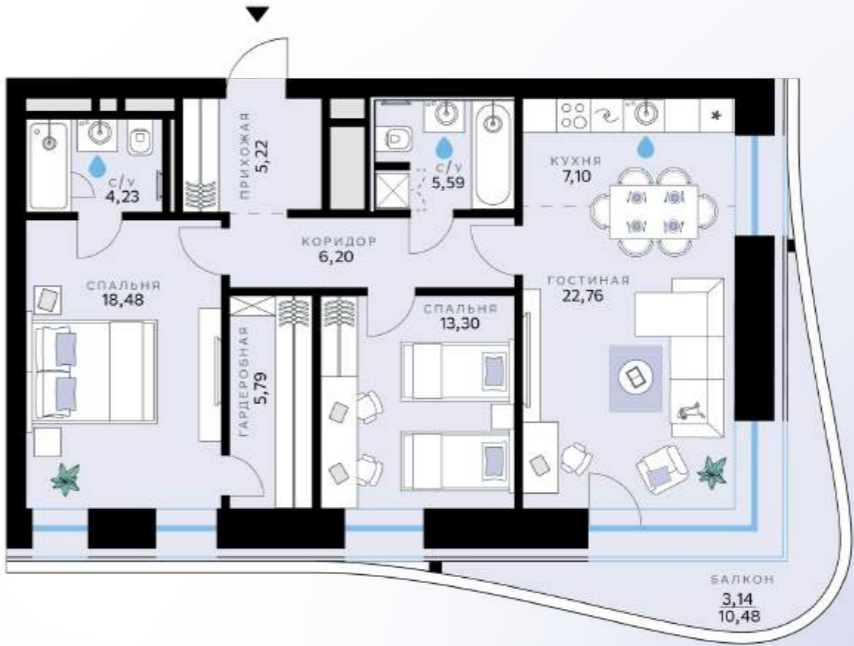 ПРИХОЖАЯ
5,22
С/У
4,23
С/У
5,59
КУХНЯ
7,10
КОРИДОР
6,20
СПАЛЬНЯ
18,48
ГОСТИНАЯ
22,76
СПАЛЬНЯ
13,30
ГАРДЕРОБНАЯ
5,79
БАЛКОН
3,14
10,48